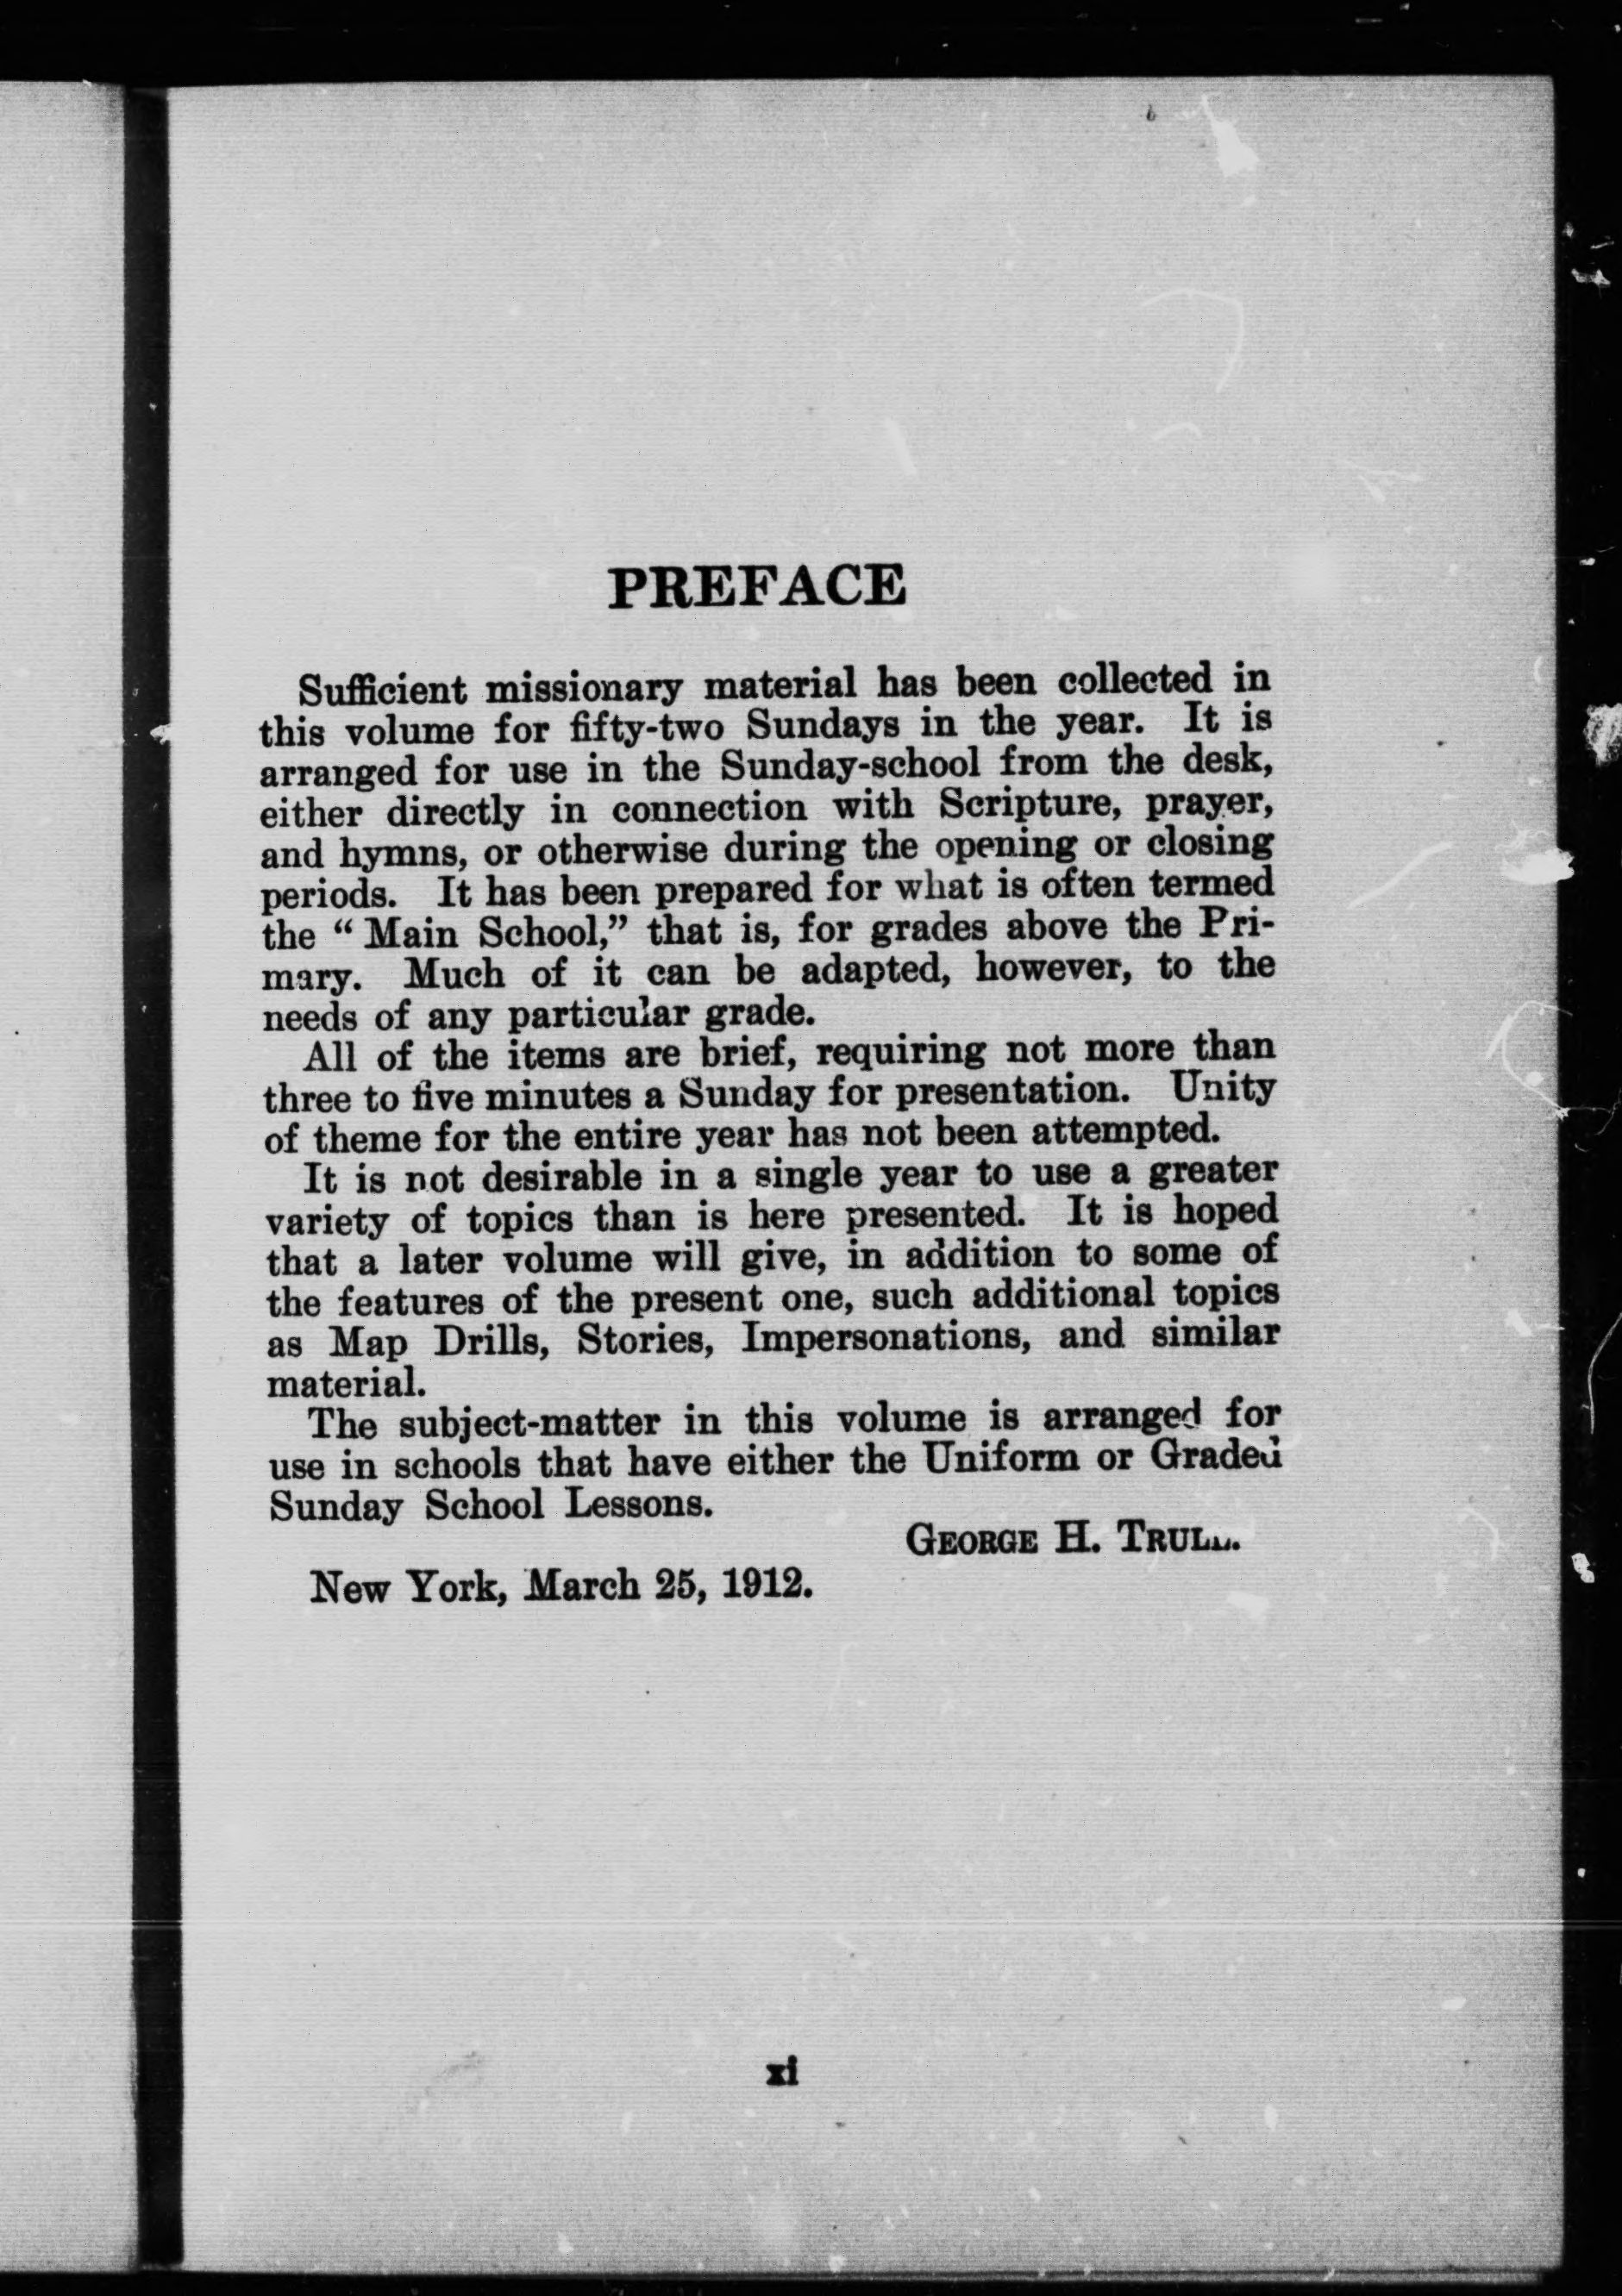 PREFACE
Sufficient missionary material has been collected in
this volume for fifty-two Sundays in the year. It is
arranged for use in the Sunday-school from the desk,
either directly in connection with Scripture, prayer,
and hymns, or otherwise during the opening or closing
periods. It has been prepared for what is often termed
the “ Main School,” that is, for grades above the Pri-
mary. Much of it can be adapted, however, to the
needs of any particular grade.
All of the items are brief, requiring not more than
three to five minutes a Sunday for presentation. Unity
of theme for the entire year has not been attempted.
It is not desirable in a single year to use a greater
variety of topics than is here presented. It is hoped
that a later volume will give, in addition to some of
the features of the present one, such additional topics
as Map Drills, Stories, Impersonations, and similar
material.
The subject-matter in this volume is arranged for
use in schools that have either the Uniform or Graded
Sunday School Lessons.
GEORGE H. TRULL.
New York, March 25, 1912.
xi